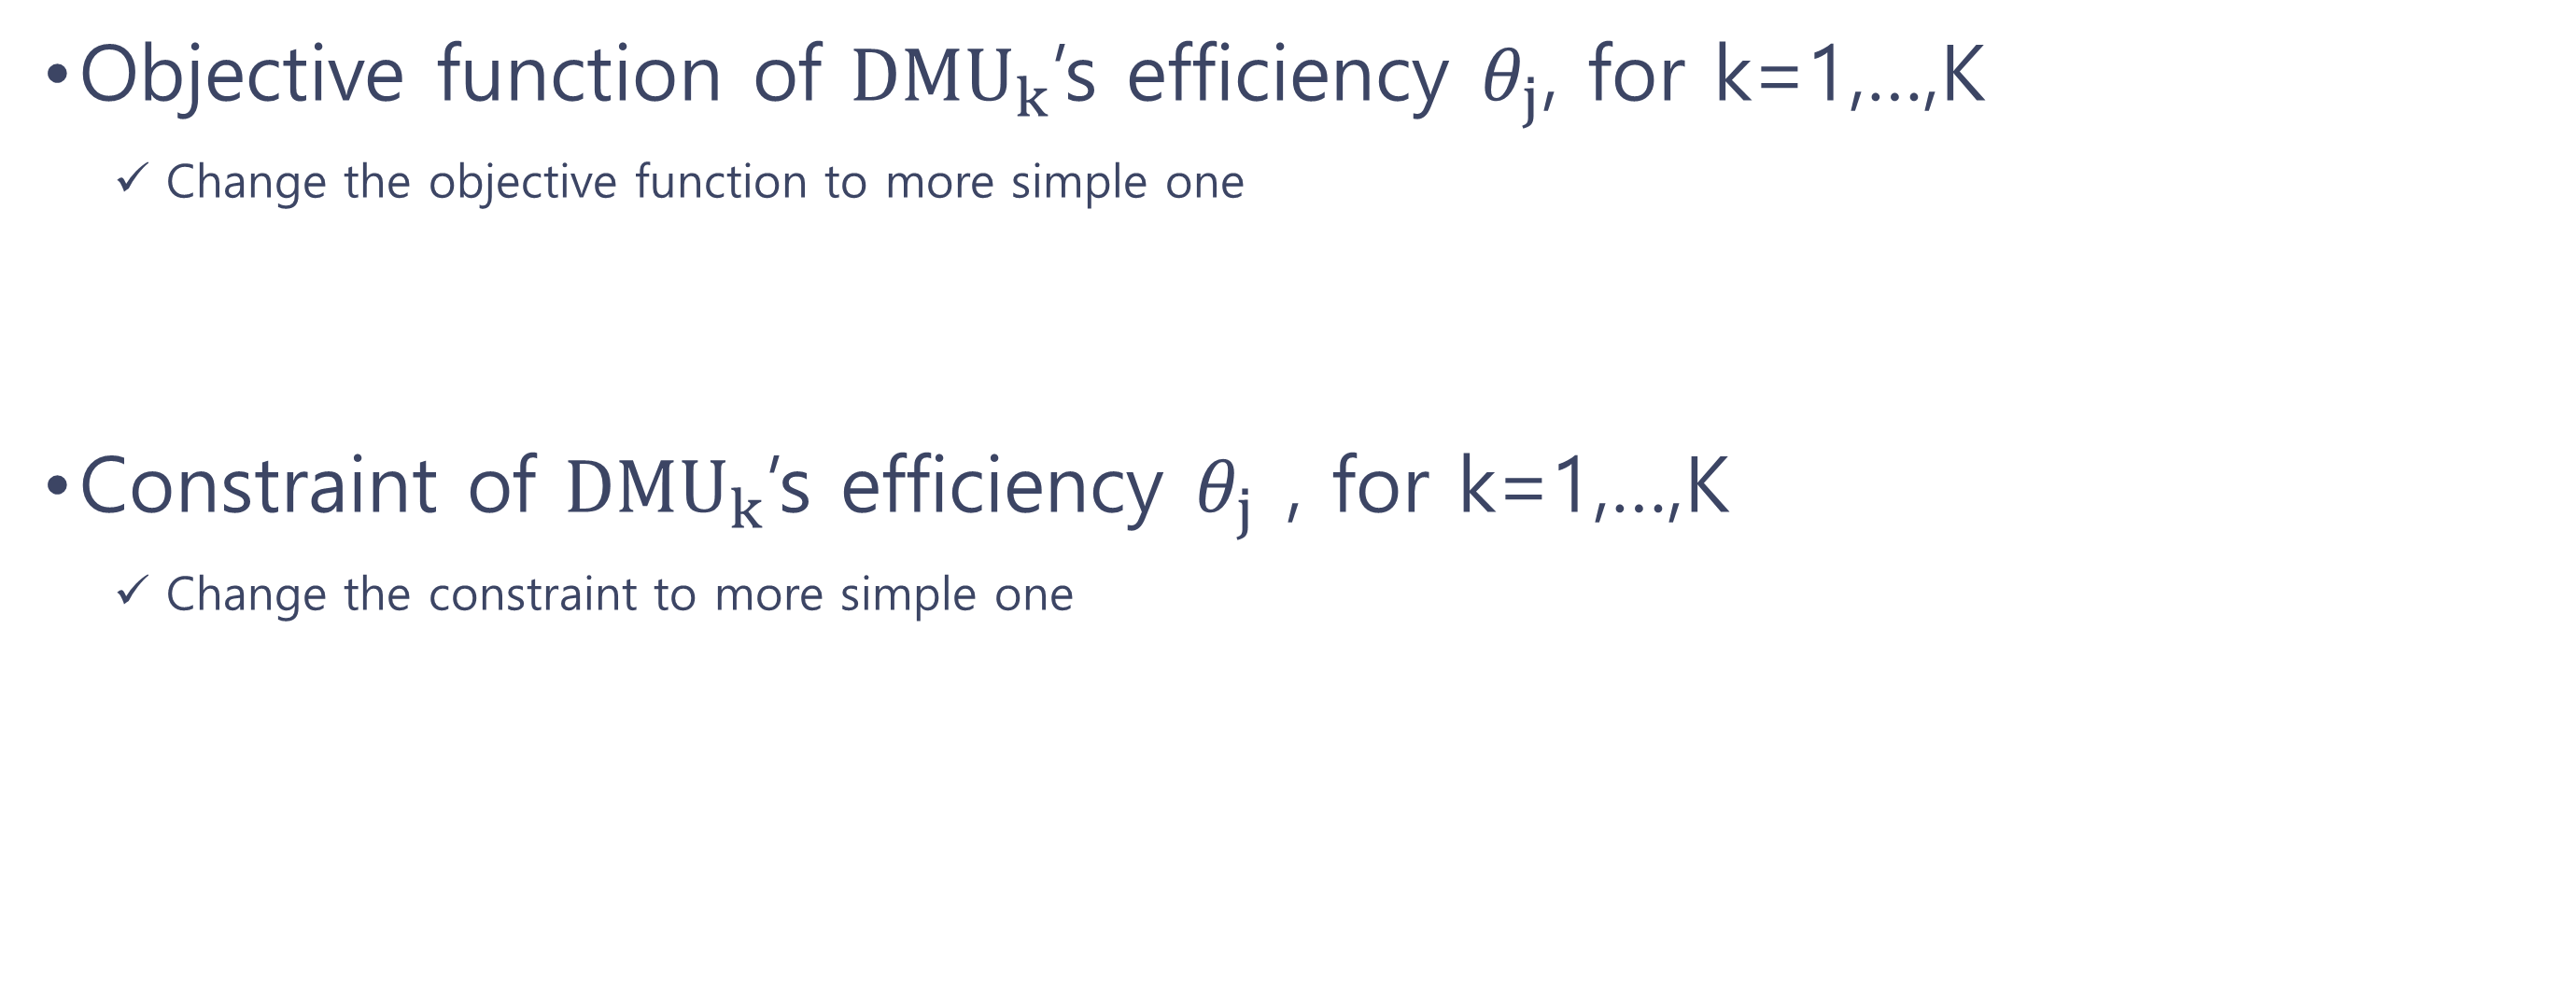 •Objective function of DMUₖ's efficiency 𝜃ⱼ, for k=1,…,K
✓ Change the objective function to more simple one
•Constraint of DMUₖ's efficiency 𝜃ⱼ , for k=1,…,K
✓ Change the constraint to more simple one